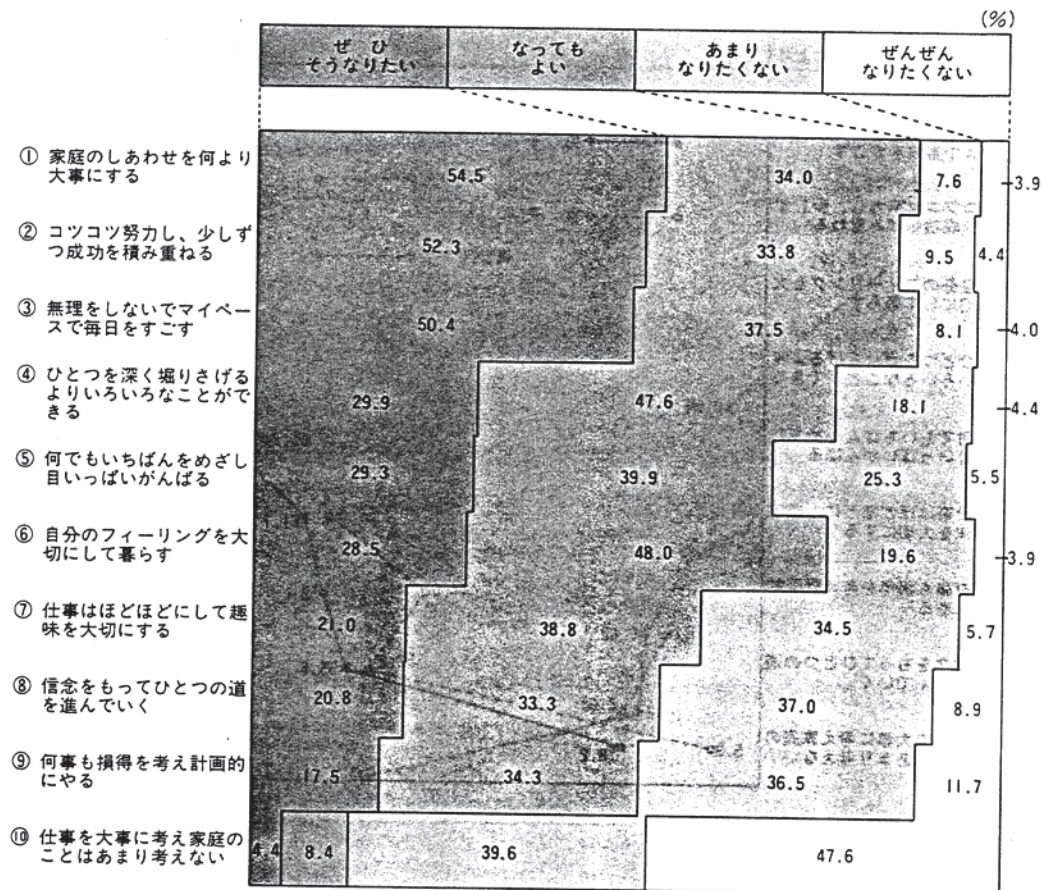 (%)
ぜひ
そうなりたい
なっても
よい
あまり
なりたくない
ぜんぜん
なりたくない
① 家庭のしあわせを何より
大事にする
54.5 34.0 7.6 3.9
② コツコツ努力し、少しず
つ成功を積み重ねる
52.3 33.8 9.5 4.4
③ 無理をしないでマイペー
スで毎日をすごす
50.4 37.5 8.1 4.0
④ ひとつを深く堀りさげる
よりいろいろなことがで
きる
29.9 47.6 18.1 4.4
⑤ 何でもいちばんをめざし
目いっぱいがんばる
29.3 39.9 25.3 5.5
⑥ 自分のフィーリングを大
切にして暮らす
28.5 48.0 19.6 3.9
⑦ 仕事はほどほどにして趣
味を大切にする
21.0 38.8 34.5 5.7
⑧ 信念をもってひとつの道
を進んでいく
20.8 33.3 37.0 8.9
⑨ 何事も損得を考え計画的
にやる
17.5 34.3 36.5 11.7
⑩ 仕事を大事に考え家庭の
ことはあまり考えない
4.4 8.4 39.6 47.6